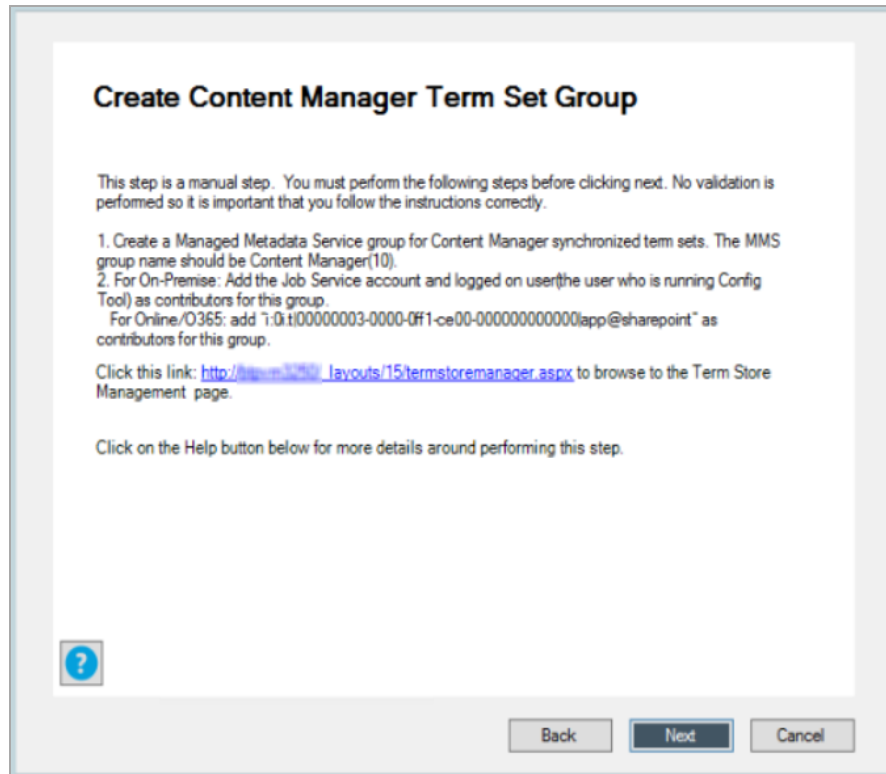 Create Content Manager Term Set Group
This step is a manual step. You must perform the following steps before clicking next. No validation is
performed so it is important that you follow the instructions correctly.
1. Create a Managed Metadata Service group for Content Manager synchronized term sets. The MMS
group name should be Content Manager(10).
2. For On-Premise: Add the Job Service account and logged on user(the user who is running Config
Tool) as contributors for this group.
For Online/O365: add "i:0i.t|00000003-0000-0ff1-ce00-000000000000|app@sharepoint" as
contributors for this group.
Click this link: http:// _layouts/15/termstoremanager.aspx to browse to the Term Store
Management page.
Click on the Help button below for more details around performing this step.
?
Back Next Cancel